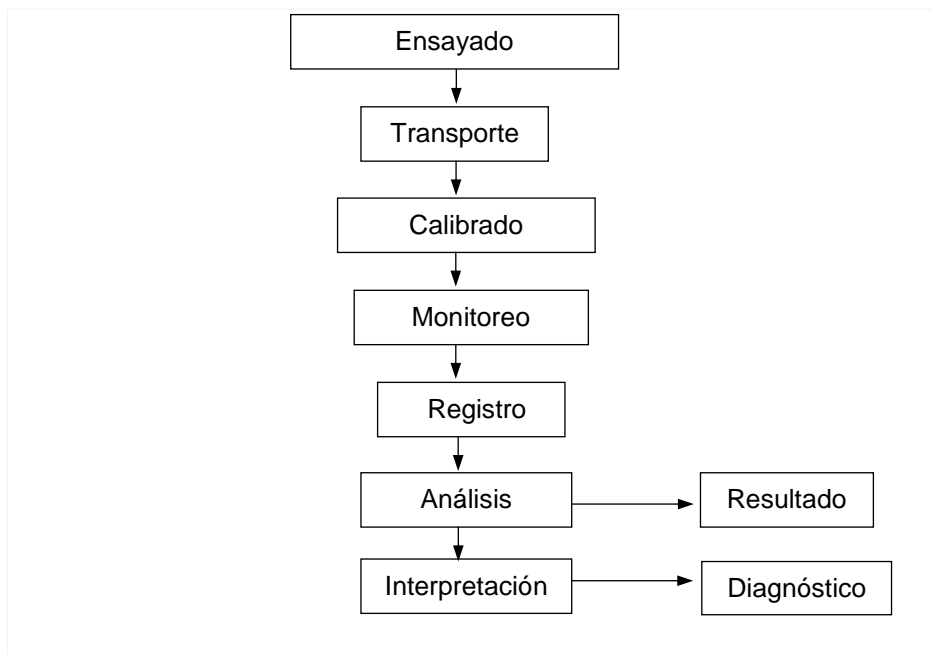 Ensayado
Transporte
Calibrado
Monitoreo
Registro
Análisis
Resultado
Interpretación
Diagnóstico